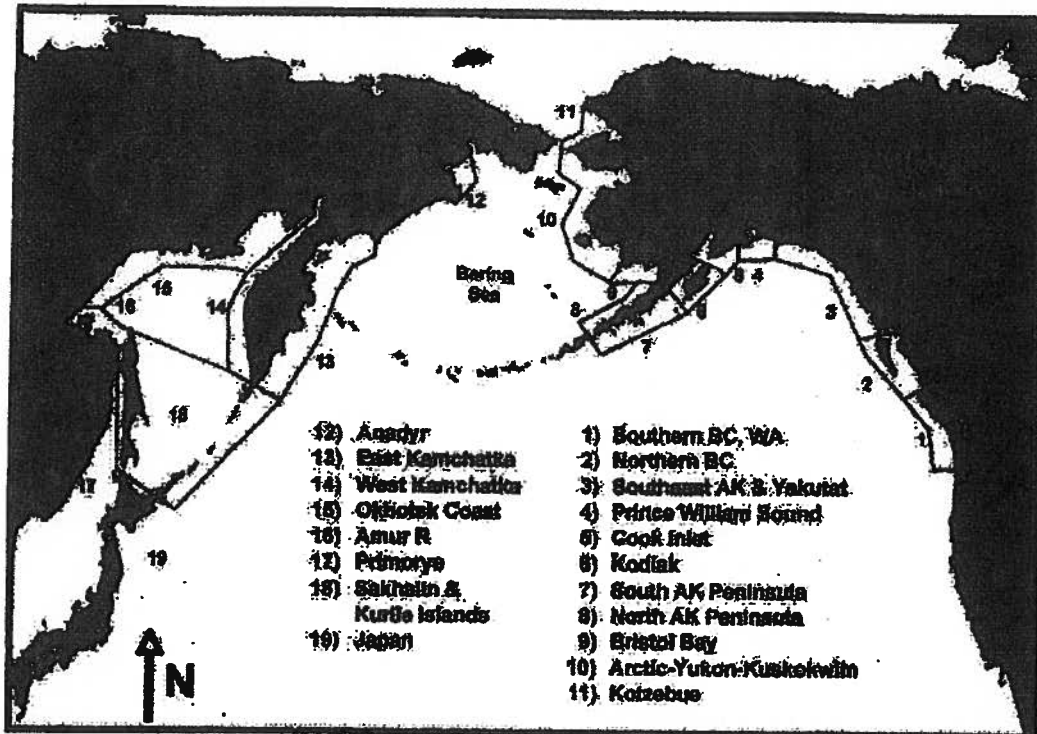 11
12
10
Bering
Sea
15
16
14
9
8
5
4
6
7
3
2
1
13
18
17
19
12) Anadyr
13) East Kamchatka
14) West Kamchatka
15) Okhotsk Coast
16) Amur R
17) Primorye
18) Sakhalin &
Kurile Islands
19) Japan
1) Southern BC, WA
2) Northern BC
3) Southeast AK & Yakutat
4) Prince William Sound
5) Cook Inlet
6) Kodiak
7) South AK Peninsula
8) North AK Peninsula
9) Bristol Bay
10) Arctic-Yukon-Kuskokwim
11) Kotzebue
N